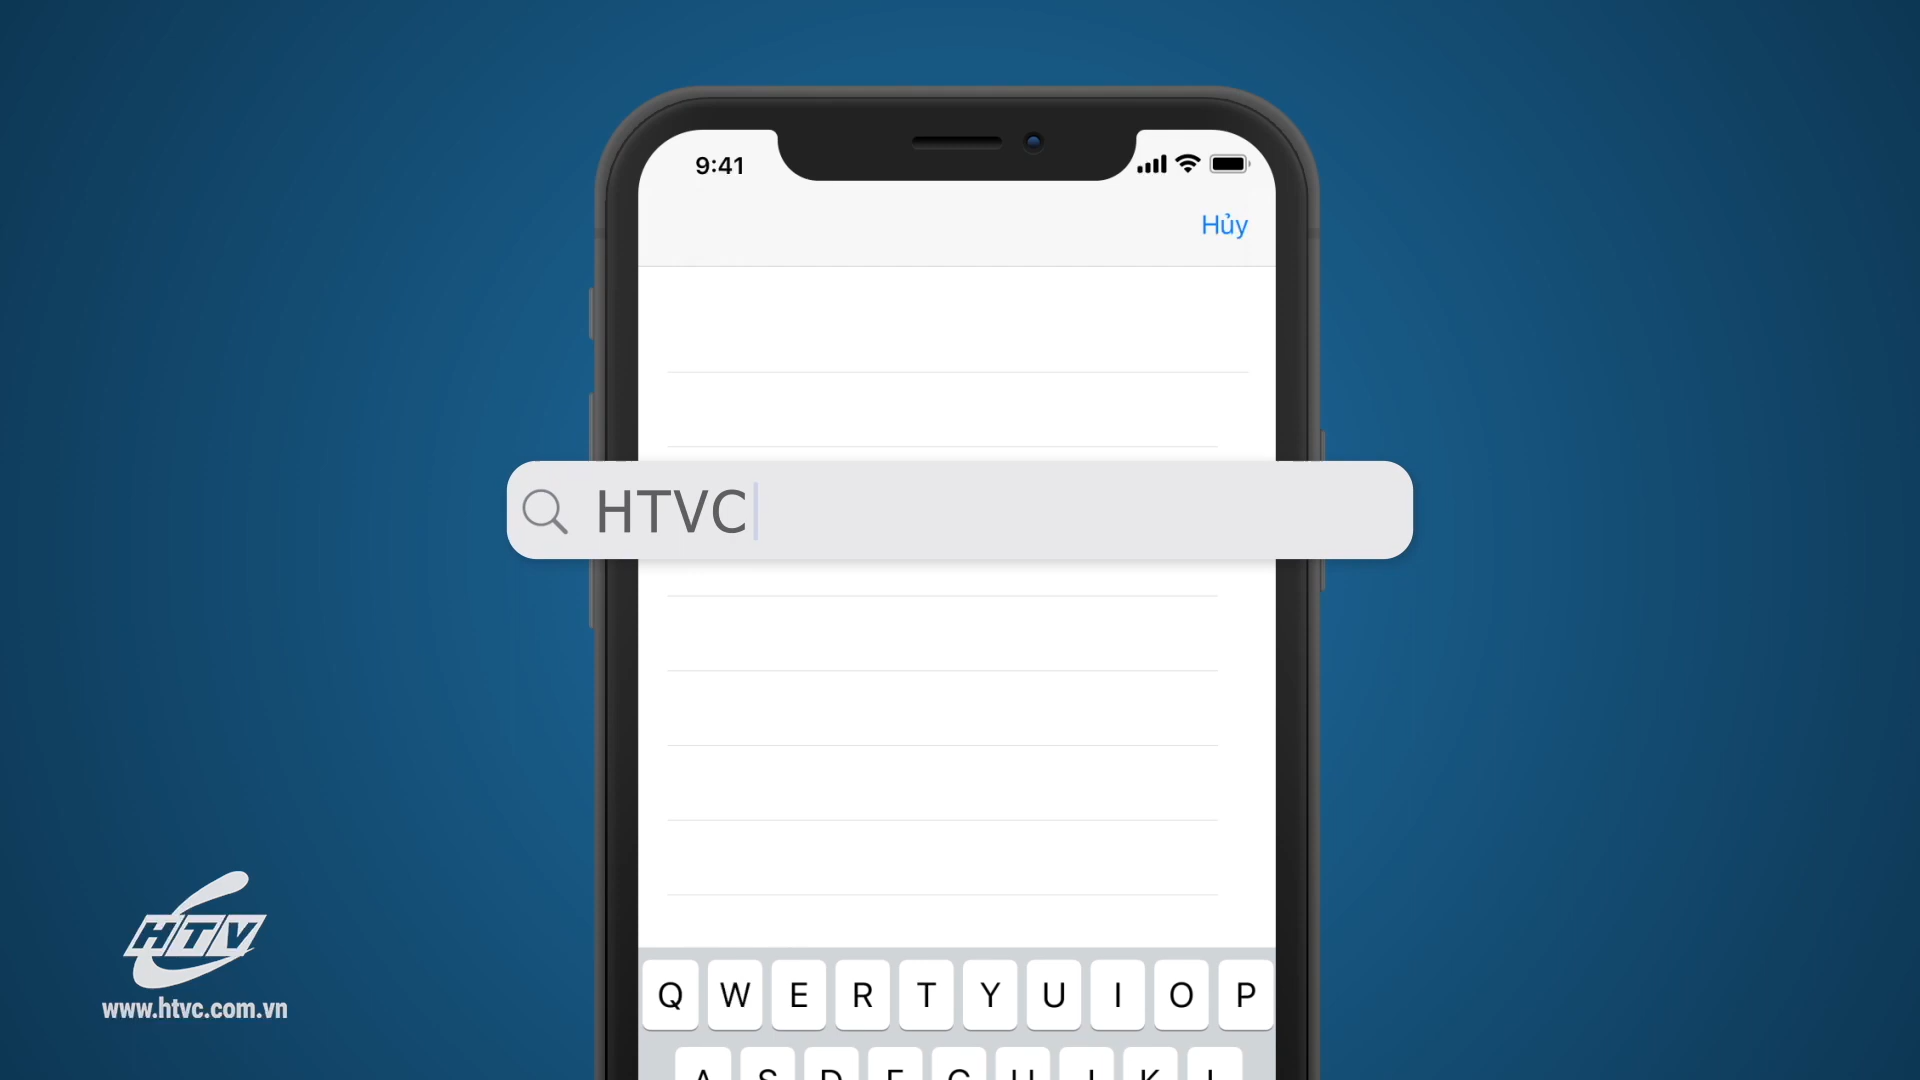 9:41
Hủy
HTVC
HTV
www.htvc.com.vn
Q W E R T Y U I O P
A S D F G H J K L